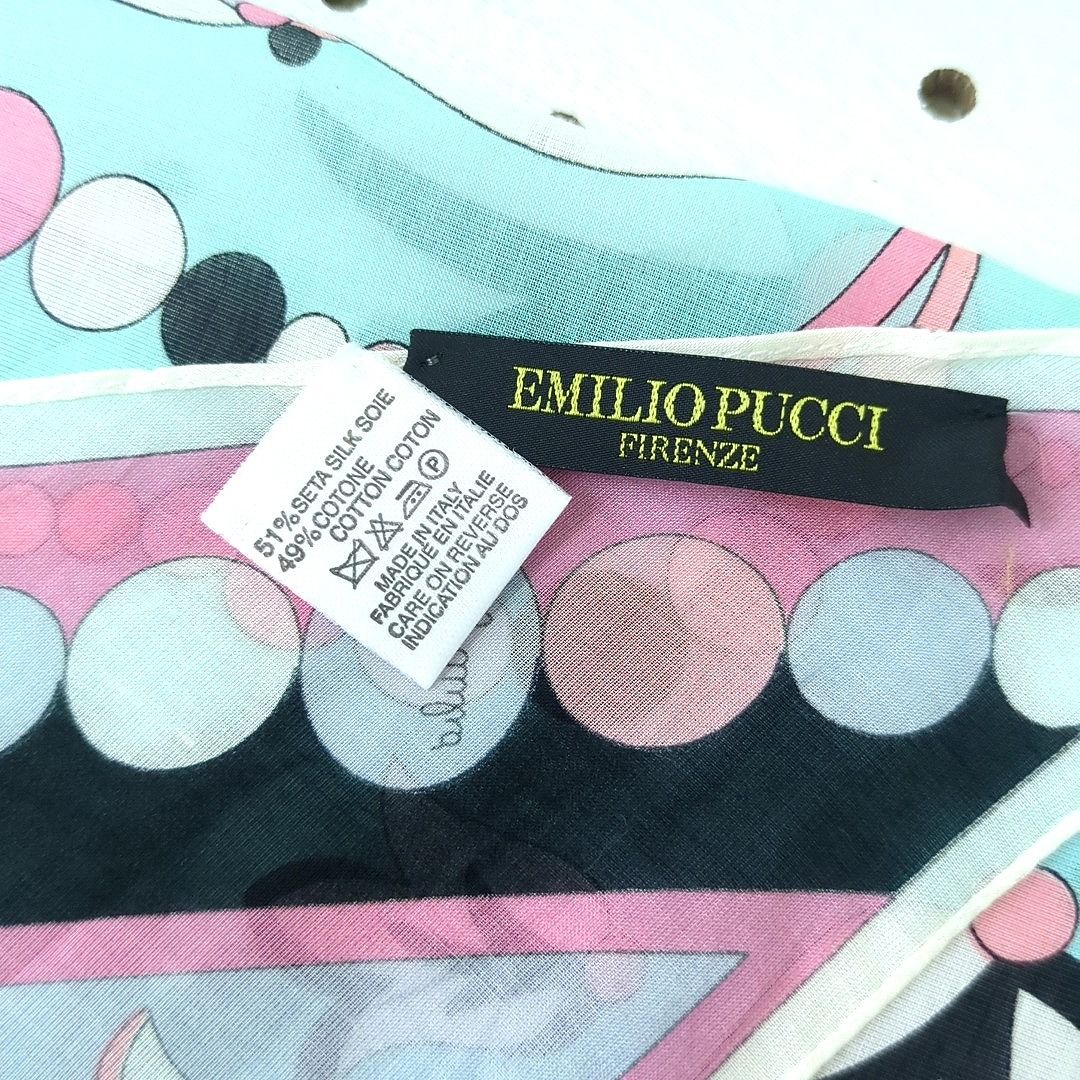 EMILIO PUCCI
FIRENZE
51% SETA SILK SOIE
49% COTONE
COTTON COTON
P
MADE IN ITALY
FABRIQUE EN ITALIE
CARE ON REVERSE
INDICATION AU DOS